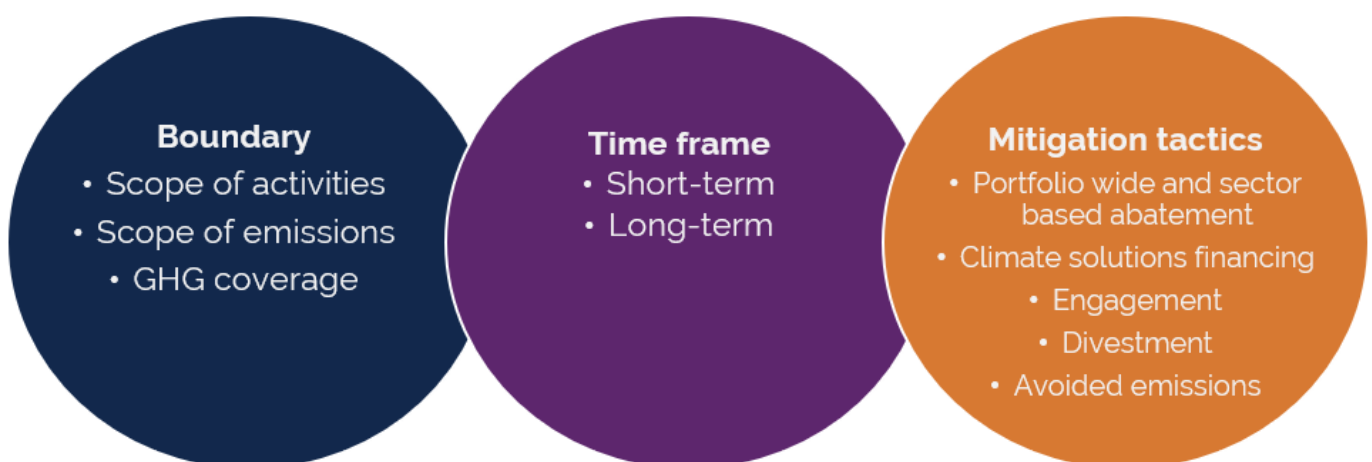 Boundary
• Scope of activities
• Scope of emissions
• GHG coverage
Time frame
• Short-term
• Long-term
Mitigation tactics
• Portfolio wide and sector
based abatement
• Climate solutions financing
• Engagement
• Divestment
• Avoided emissions